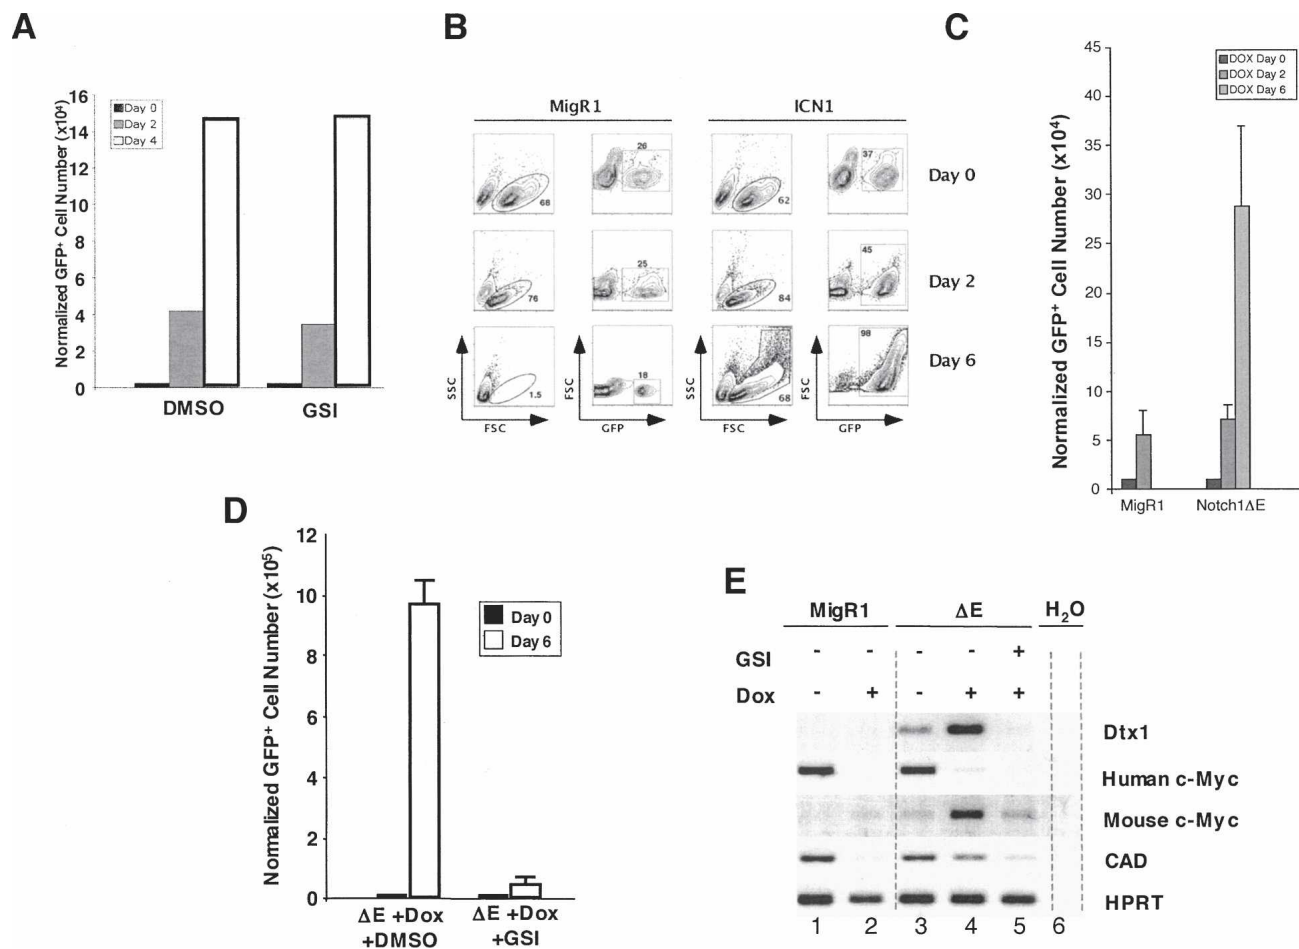 A
Normalized GFP⁺ Cell Number (x10⁴)
16
14
12
10
8
6
4
2
0
Day 0
Day 2
Day 4
DMSO
GSI
B
MigR1
ICN1
26
68
37
62
Day 0
25
76
45
84
Day 2
18
1.5
98
68
Day 6
SSC
FSC
FSC
GFP
SSC
FSC
FSC
GFP
C
Normalized GFP⁺ Cell Number (x10⁴)
45
40
35
30
25
20
15
10
5
0
DOX Day 0
DOX Day 2
DOX Day 6
MigR1
Notch1ΔE
D
Normalized GFP⁺ Cell Number (x10⁵)
12
10
8
6
4
2
0
Day 0
Day 6
ΔE +Dox
+DMSO
ΔE +Dox
+GSI
E
MigR1 ΔE H₂O
GSI - - - - +
Dox - + - + +
Dtx1
Human c-Myc
Mouse c-Myc
CAD
HPRT
1 2 3 4 5 6